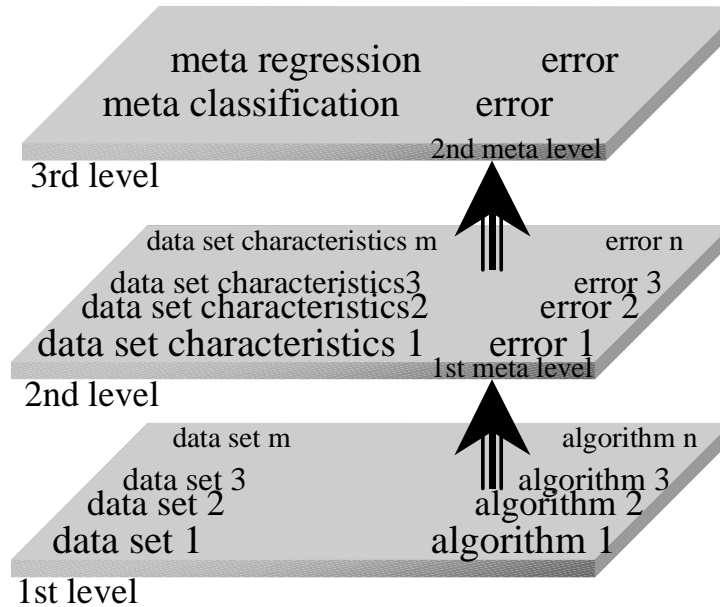 meta regression error
meta classification error
2nd meta level
3rd level
data set characteristics m error n
data set characteristics3 error 3
data set characteristics2 error 2
data set characteristics 1 error 1
1st meta level
2nd level
data set m algorithm n
data set 3 algorithm 3
data set 2 algorithm 2
data set 1 algorithm 1
1st level